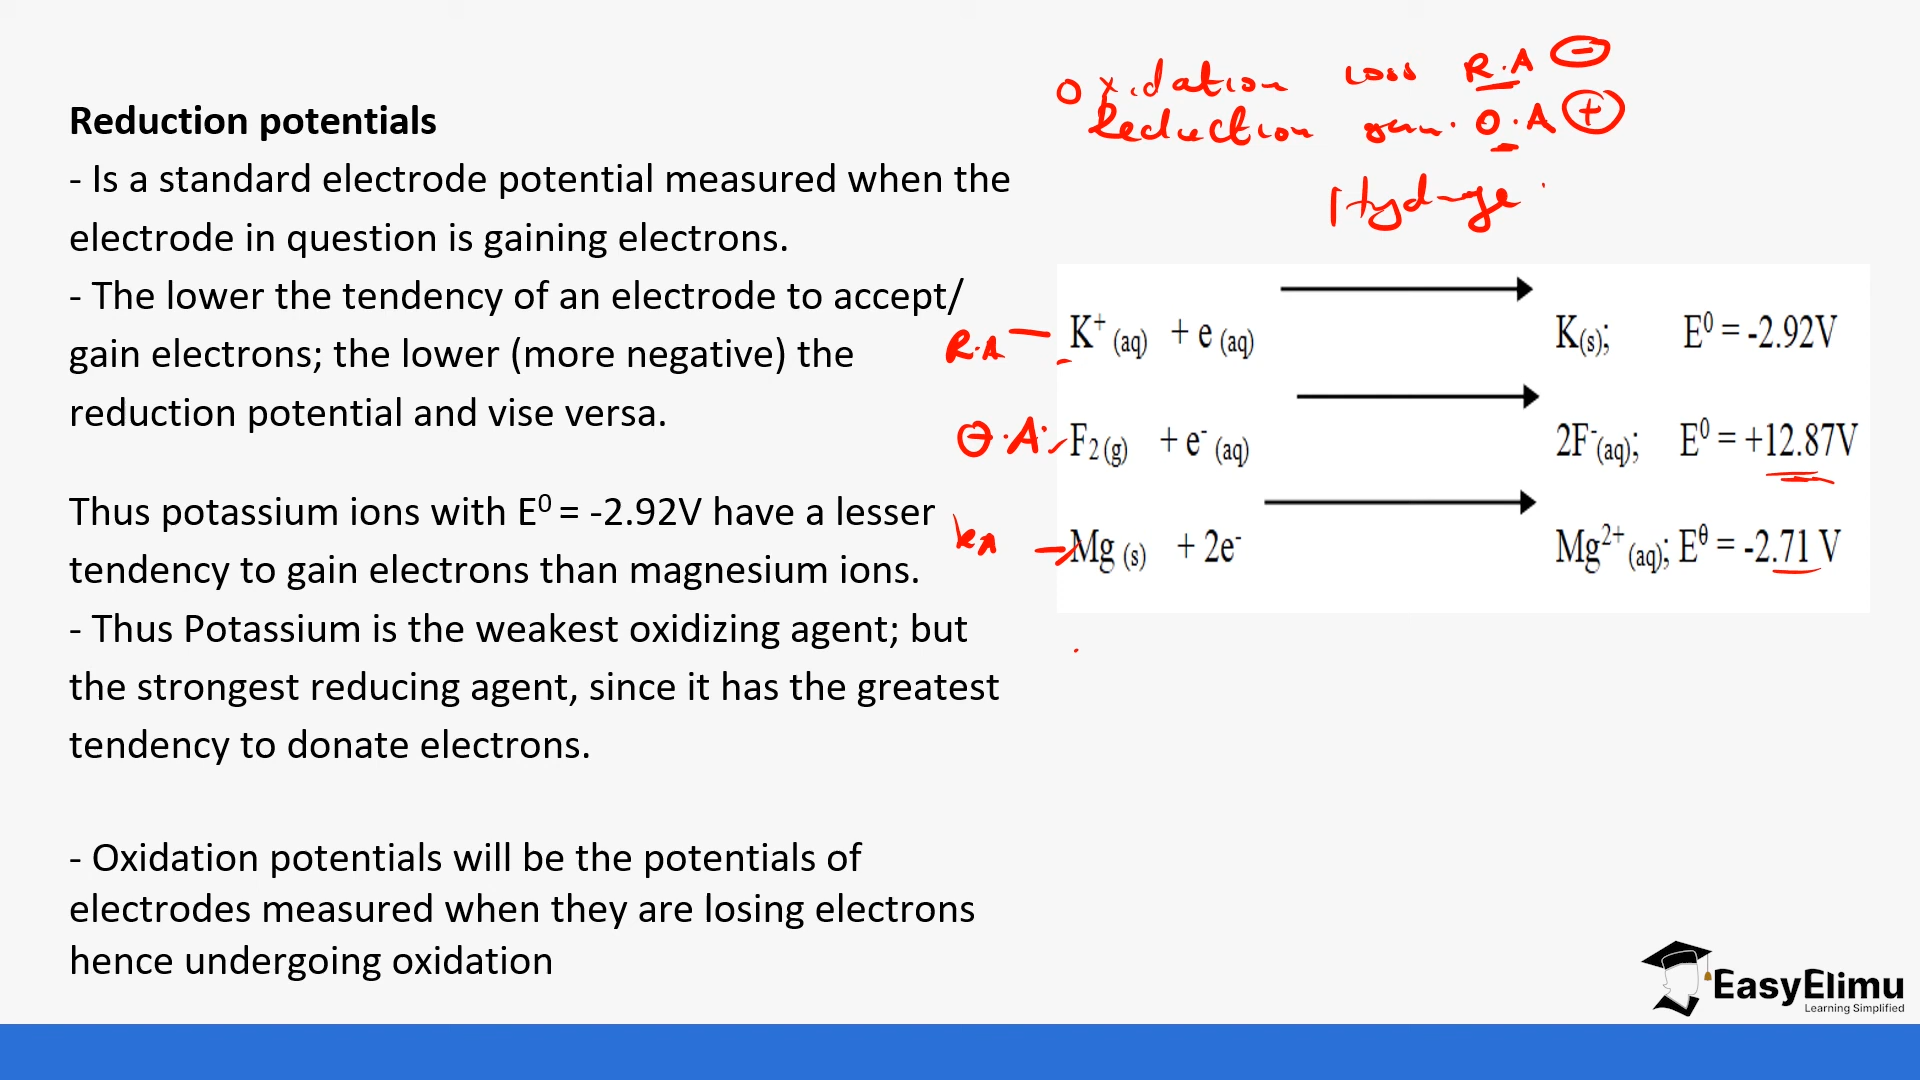 Oxidation loss R.A -
Reduction gain. O.A +
Reduction potentials
- Is a standard electrode potential measured when the
electrode in question is gaining electrons.
- The lower the tendency of an electrode to accept/
gain electrons; the lower (more negative) the
reduction potential and vise versa.
Thus potassium ions with E⁰ = -2.92V have a lesser
tendency to gain electrons than magnesium ions.
- Thus Potassium is the weakest oxidizing agent; but
the strongest reducing agent, since it has the greatest
tendency to donate electrons.
- Oxidation potentials will be the potentials of
electrodes measured when they are losing electrons
hence undergoing oxidation
R.A K⁺ (aq) + e (aq) → K(s); E⁰ = -2.92V
O.A. F₂ (g) + e⁻ (aq) → 2F⁻(aq); E⁰ = +12.87V
RA Mg (s) + 2e⁻ → Mg²⁺ (aq); Eᶿ = -2.71 V
EasyElimu
Learning Simplified